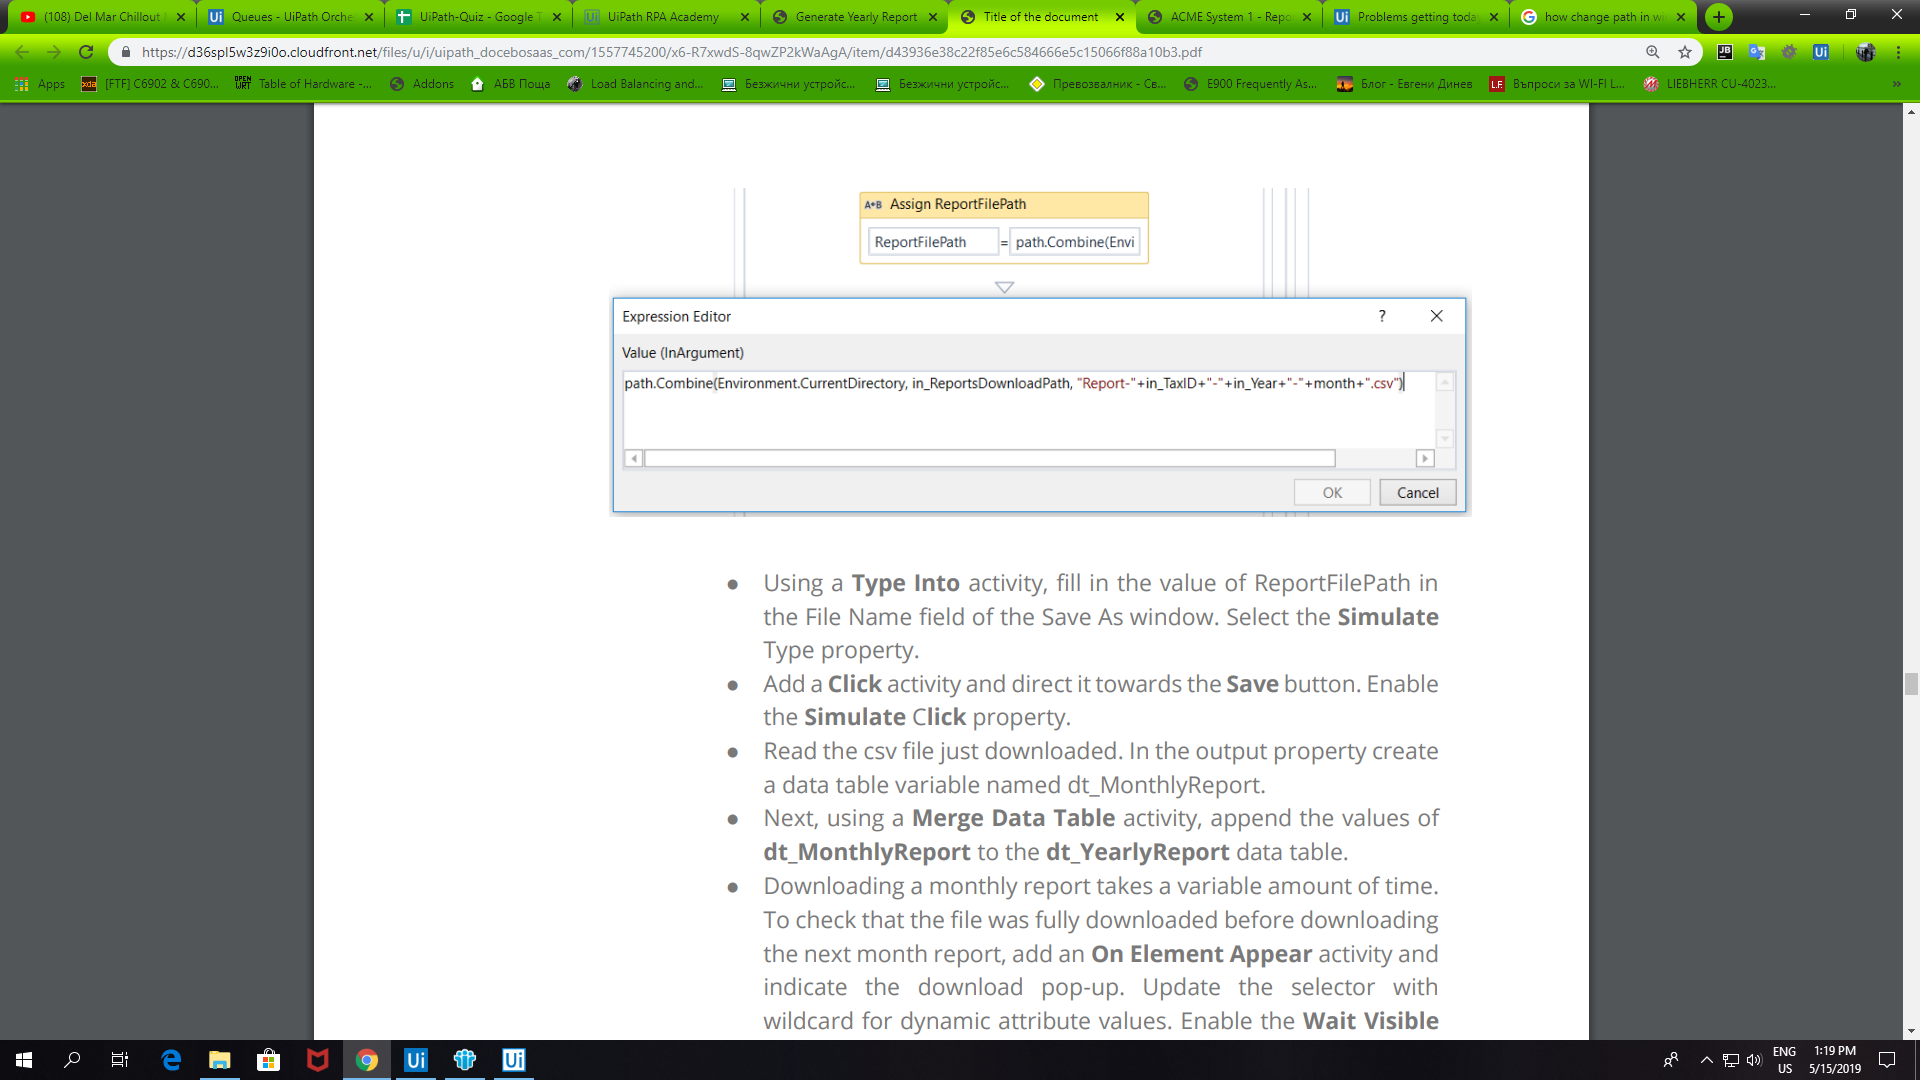 (108) Del Mar Chillout
Queues - UiPath Orche
UiPath-Quiz - Google T
UiPath RPA Academy
Generate Yearly Report
Title of the document
ACME System 1 - Repo
Problems getting today
how change path in wi
https://d36spl5w3z9i0o.cloudfront.net/files/u/i/uipath_docebosaas_com/1557745200/x6-R7xwdS-8qwZP2kWaAgA/item/d43936e38c22f85e6c584666e5c15066f88a10b3.pdf
Apps
[FTF] C6902 & C690...
Table of Hardware -...
Addons
АБВ Поща
Load Balancing and...
Безжични устройс...
Безжични устройс...
Превозвалник - Св...
E900 Frequently As...
Блог - Евгени Динев
Въпроси за WI-FI L...
LIEBHERR CU-4023...
Assign ReportFilePath
ReportFilePath = path.Combine(Envi
Expression Editor
Value (InArgument)
path.Combine(Environment.CurrentDirectory, in_ReportsDownloadPath, "Report-"+in_TaxID+"-"+in_Year+"-"+month+".csv")
OK Cancel
● Using a Type Into activity, fill in the value of ReportFilePath in
the File Name field of the Save As window. Select the Simulate
Type property.
● Add a Click activity and direct it towards the Save button. Enable
the Simulate Click property.
● Read the csv file just downloaded. In the output property create
a data table variable named dt_MonthlyReport.
● Next, using a Merge Data Table activity, append the values of
dt_MonthlyReport to the dt_YearlyReport data table.
● Downloading a monthly report takes a variable amount of time.
To check that the file was fully downloaded before downloading
the next month report, add an On Element Appear activity and
indicate the download pop-up. Update the selector with
wildcard for dynamic attribute values. Enable the Wait Visible
ENG
US
1:19 PM
5/15/2019